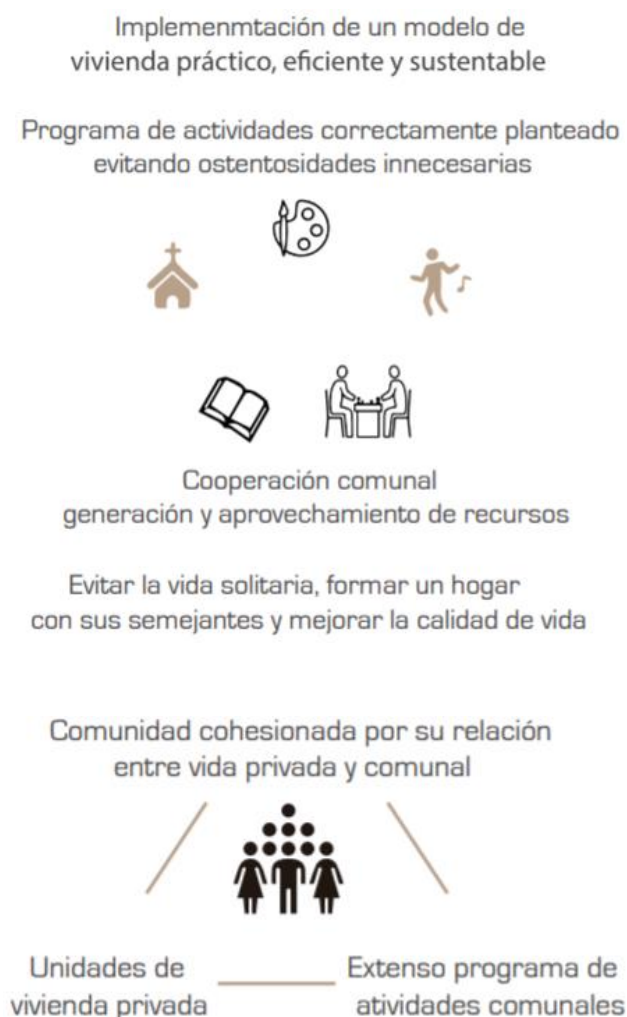 Implemenmtación de un modelo de
vivienda práctico, eficiente y sustentable
Programa de actividades correctamente planteado
evitando ostentosidades innecesarias
Cooperación comunal
generación y aprovechamiento de recursos
Evitar la vida solitaria, formar un hogar
con sus semejantes y mejorar la calidad de vida
Comunidad cohesionada por su relación
entre vida privada y comunal
Unidades de
vivienda privada
Extenso programa de
atividades comunales